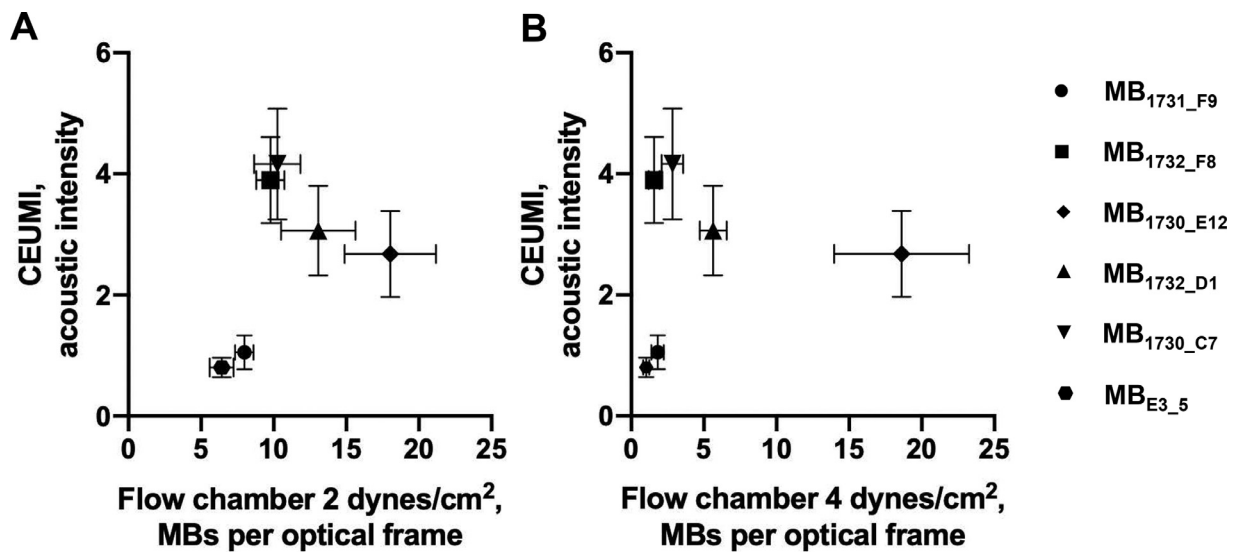 A
B
6
4
2
0
CEUMI,
acoustic intensity
0 5 10 15 20 25
Flow chamber 2 dynes/cm²,
MBs per optical frame
6
4
2
0
CEUMI,
acoustic intensity
0 5 10 15 20 25
Flow chamber 4 dynes/cm²,
MBs per optical frame
MB1731_F9
MB1732_F8
MB1730_E12
MB1732_D1
MB1730_C7
MBE3_5